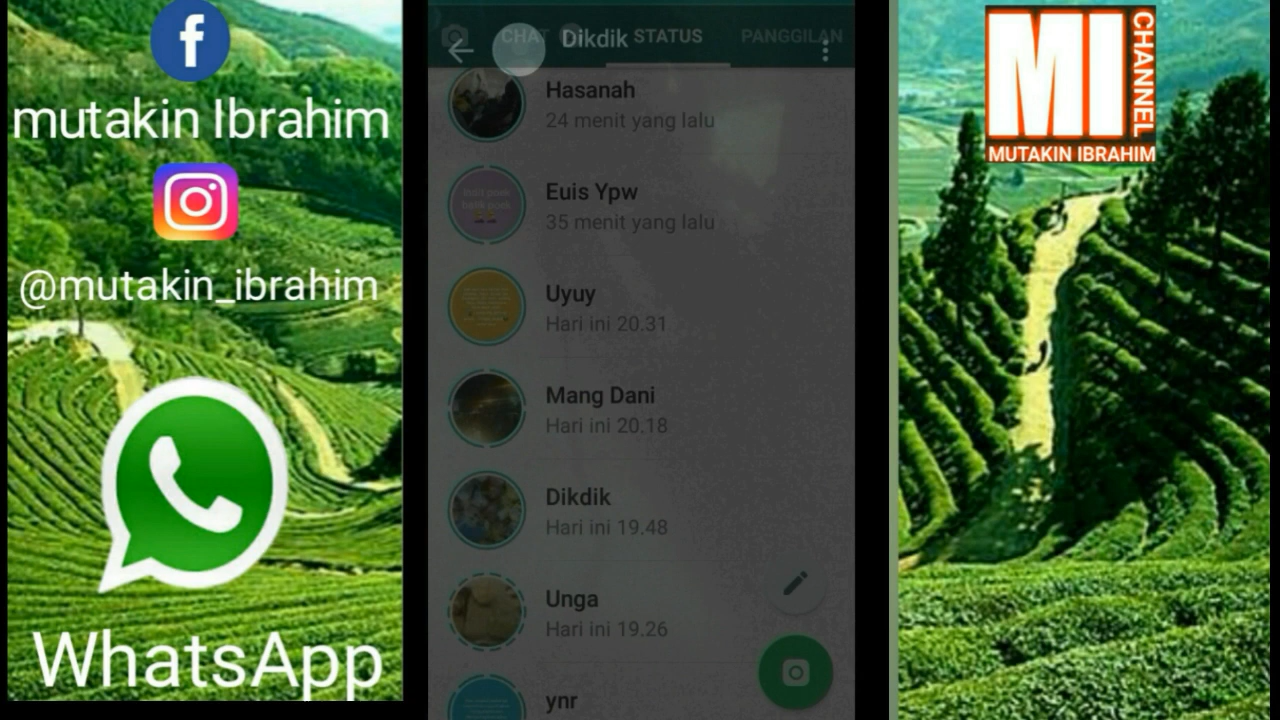 mutakin Ibrahim
@mutakin_ibrahim
WhatsApp
CHAT
STATUS
PANGGILAN
Dikdik
Hasanah
24 menit yang lalu
Euis Ypw
35 menit yang lalu
Uyuy
Hari ini 20.31
Mang Dani
Hari ini 20.18
Dikdik
Hari ini 19.48
Unga
Hari ini 19.26
ynr
MI
CHANNEL
MUTAKIN IBRAHIM